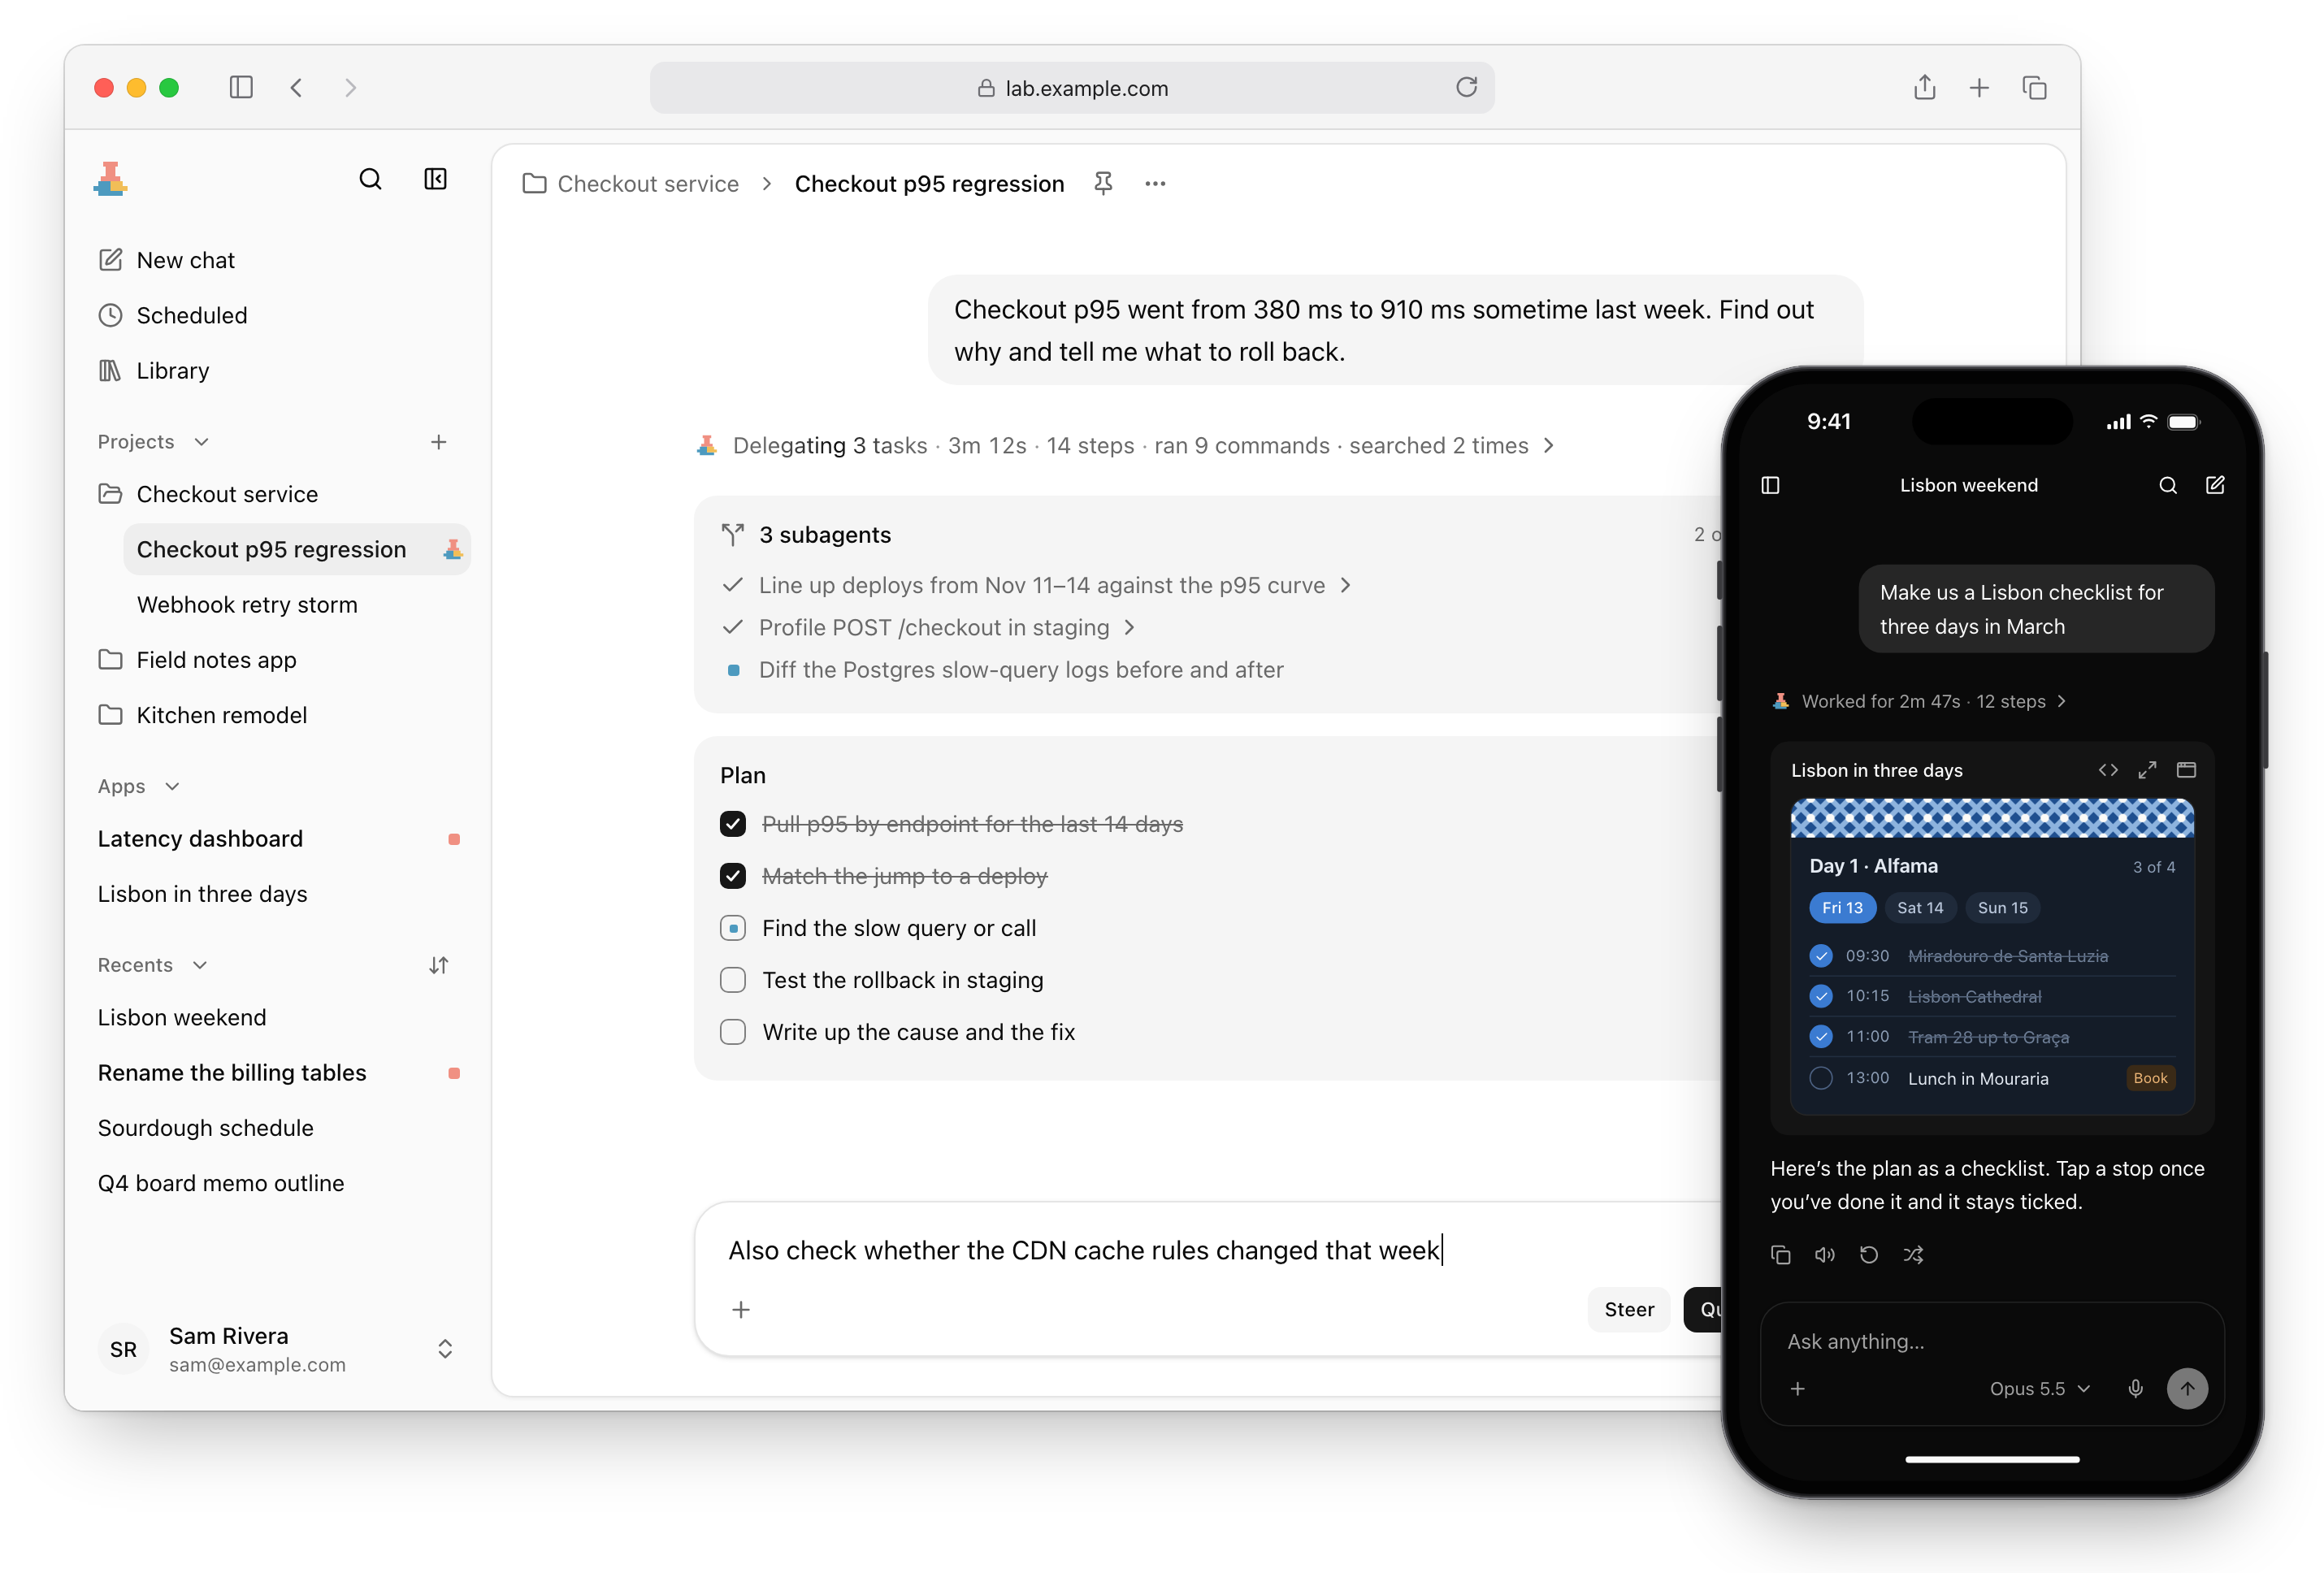 lab.example.com
New chat
Scheduled
Library
Projects
Checkout service
Checkout p95 regression
Webhook retry storm
Field notes app
Kitchen remodel
Apps
Latency dashboard
Lisbon in three days
Recents
Lisbon weekend
Rename the billing tables
Sourdough schedule
Q4 board memo outline
SR
Sam Rivera
sam@example.com
Checkout service Checkout p95 regression
Checkout p95 went from 380 ms to 910 ms sometime last week. Find out
why and tell me what to roll back.
Delegating 3 tasks · 3m 12s · 14 steps · ran 9 commands · searched 2 times
3 subagents 2
Line up deploys from Nov 11–14 against the p95 curve
Profile POST /checkout in staging
Diff the Postgres slow-query logs before and after
Plan
Pull p95 by endpoint for the last 14 days
Match the jump to a deploy
Find the slow query or call
Test the rollback in staging
Write up the cause and the fix
Also check whether the CDN cache rules changed that week
Steer
9:41
Lisbon weekend
Make us a Lisbon checklist for
three days in March
Worked for 2m 47s · 12 steps
Lisbon in three days
Day 1 · Alfama 3 of 4
Fri 13 Sat 14 Sun 15
09:30 Miradouro de Santa Luzia
10:15 Lisbon Cathedral
11:00 Tram 28 up to Graça
13:00 Lunch in Mouraria Book
Here’s the plan as a checklist. Tap a stop once
you’ve done it and it stays ticked.
Ask anything...
Opus 5.5